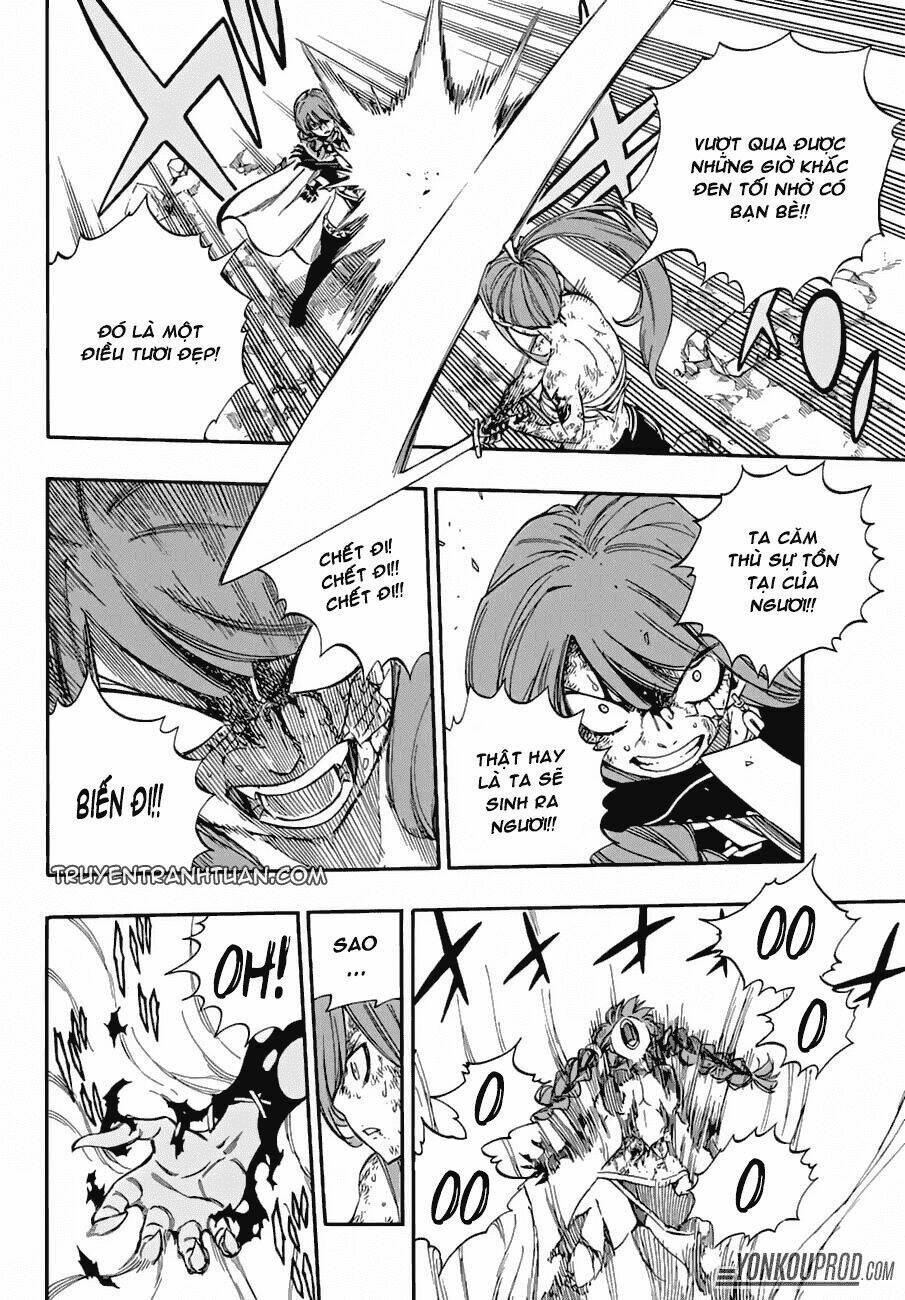 VƯỢT QUA ĐƯỢC
NHỮNG GIỜ KHẮC
ĐEN TỐI NHỜ CÓ
BẠN BÈ!!
ĐÓ LÀ MỘT
ĐIỀU TƯƠI ĐẸP!
TA CĂM
THÙ SỰ TỒN
TẠI CỦA
NGƯƠI!!
THẬT HAY
LÀ TA SẼ
SINH RA
NGƯƠI!!
CHẾT ĐI!
CHẾT ĐI!!
CHẾT ĐI!!
BIẾN ĐI!!
TRUYENTRANHTUAN.COM
OO
O
O
OO
O
SAO
...
OH!
YONKOUPROD.COM